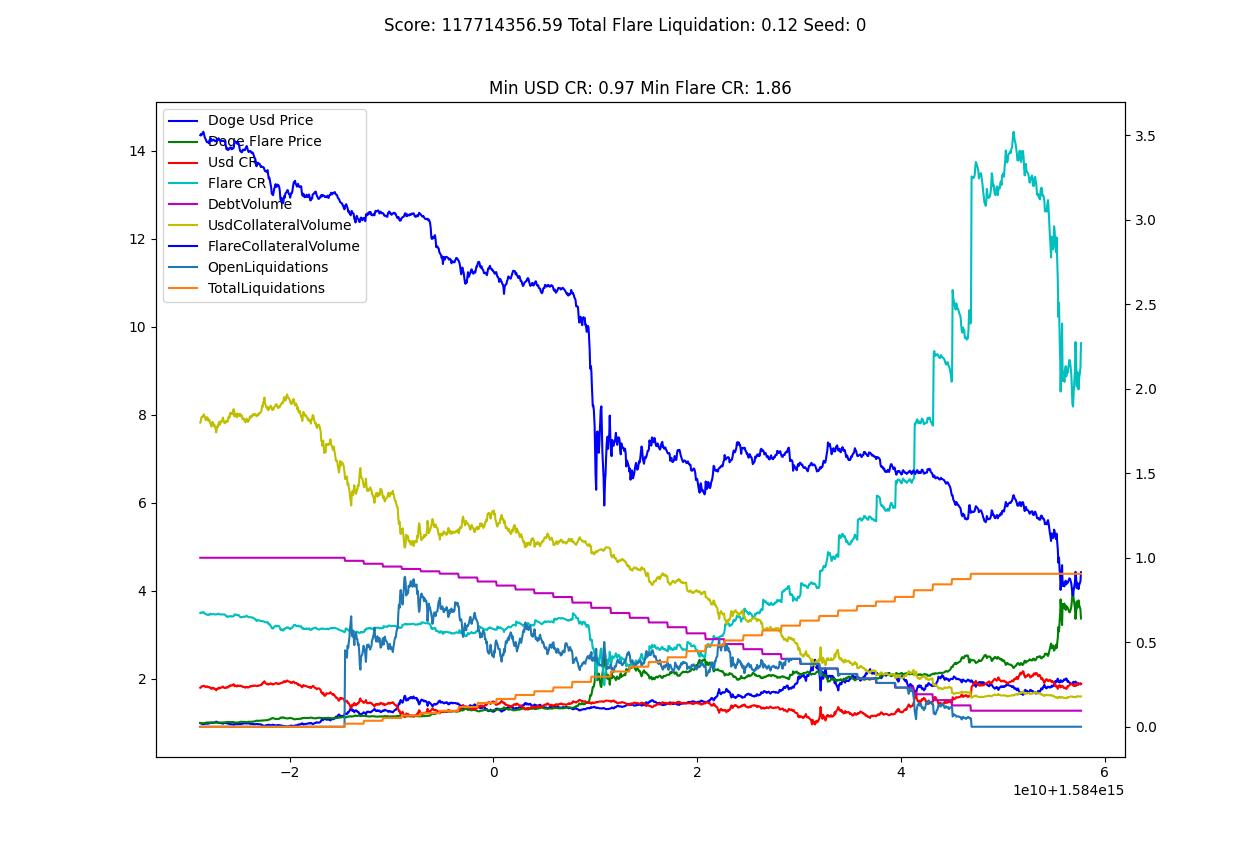 Score: 117714356.59 Total Flare Liquidation: 0.12 Seed: 0
Min USD CR: 0.97 Min Flare CR: 1.86
Doge Usd Price
Doge Flare Price
Usd CR
Flare CR
DebtVolume
UsdCollateralVolume
FlareCollateralVolume
OpenLiquidations
TotalLiquidations
14
12
10
8
6
4
2
3.5
3.0
2.5
2.0
1.5
1.0
0.5
0.0
−2
0
2
4
6
1e10+1.584e15